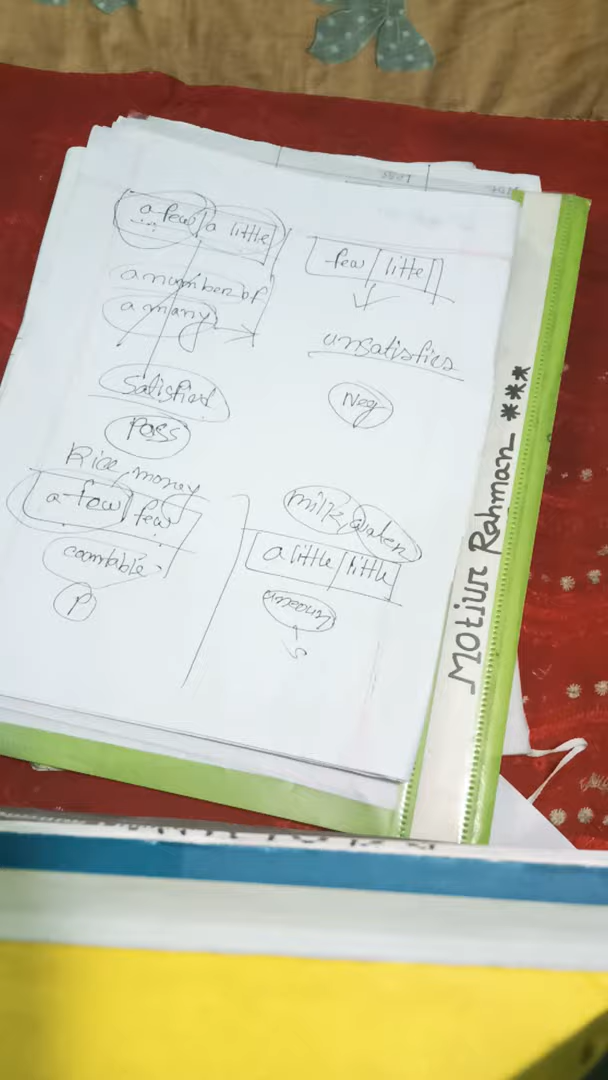 a few a little
a number of
a many
Satisfied
Poss
few little
unsatisfies
Neg
Rice, money
a few few
countable
P
milk, water
a little little
S
Motiur Rahman ***